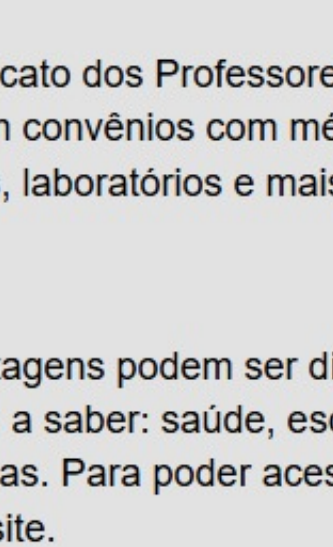 cato dos Professore
n convênios com mé
, laboratórios e mais
tagens podem ser di
a saber: saúde, esc
as. Para poder aces
site.